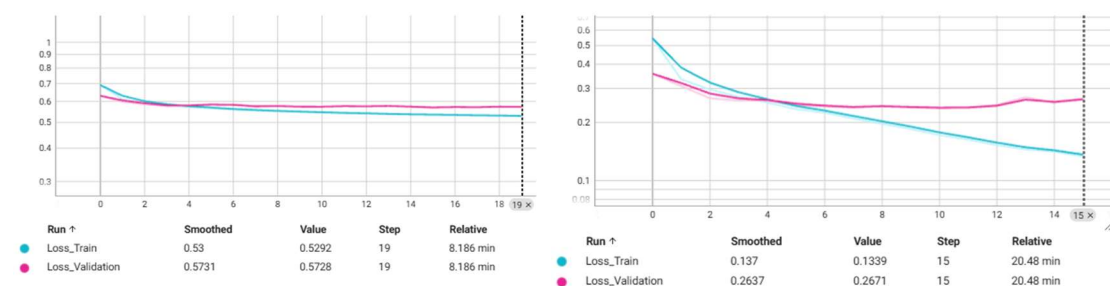 1
0.9
0.8
0.7
0.6
0.5
0.4
0.3
0 2 4 6 8 10 12 14 16 18 19 ×
Run ↑ Smoothed Value Step Relative
Loss_Train 0.53 0.5292 19 8.186 min
Loss_Validation 0.5731 0.5728 19 8.186 min
0.6
0.5
0.4
0.3
0.2
0.1
0.08
0 2 4 6 8 10 12 14 15 ×
Run ↑ Smoothed Value Step Relative
Loss_Train 0.137 0.1339 15 20.48 min
Loss_Validation 0.2637 0.2671 15 20.48 min